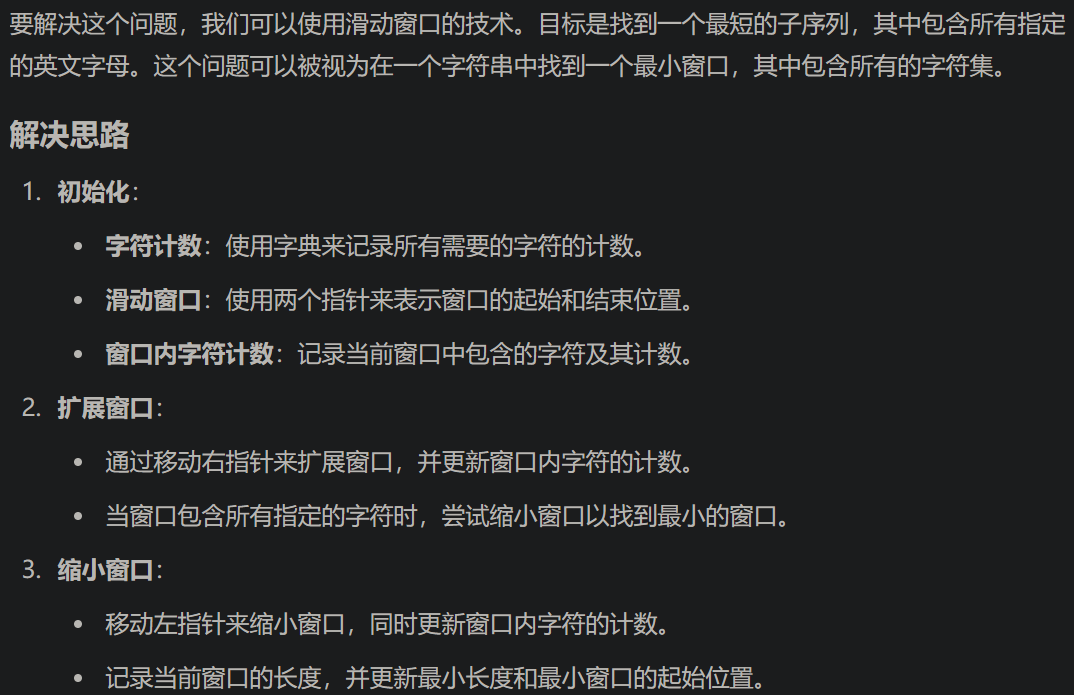 要解决这个问题，我们可以使用滑动窗口的技术。目标是找到一个最短的子序列，其中包含所有指定
的英文字母。这个问题可以被视为在一个字符串中找到一个最小窗口，其中包含所有的字符集。
解决思路
1. 初始化：
• 字符计数：使用字典来记录所有需要的字符的计数。
• 滑动窗口：使用两个指针来表示窗口的起始和结束位置。
• 窗口内字符计数：记录当前窗口中包含的字符及其计数。
2. 扩展窗口：
• 通过移动右指针来扩展窗口，并更新窗口内字符的计数。
• 当窗口包含所有指定的字符时，尝试缩小窗口以找到最小的窗口。
3. 缩小窗口：
• 移动左指针来缩小窗口，同时更新窗口内字符的计数。
• 记录当前窗口的长度，并更新最小长度和最小窗口的起始位置。